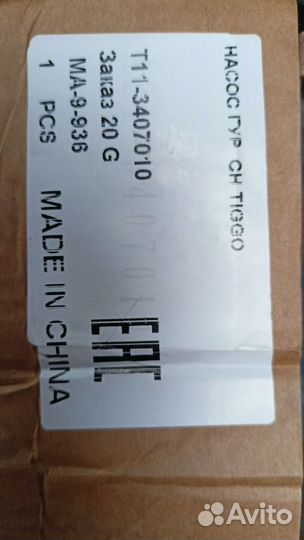 НАСОС ГУР CH TIGGO
T11-3407010
Заказ 20 G
MA-9-936
1 PCS
MADE IN CHINA
EAC
Avito